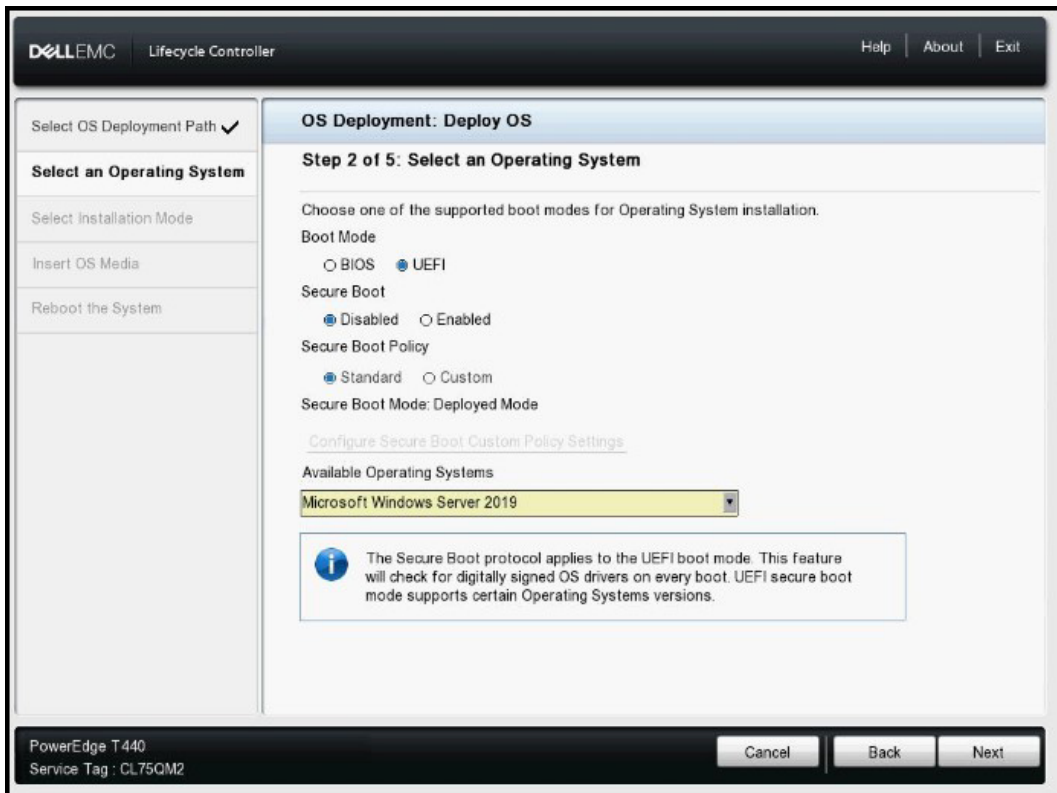 DELLEMC Lifecycle Controller
Help About Exit
Select OS Deployment Path
Select an Operating System
Select Installation Mode
Insert OS Media
Reboot the System
OS Deployment: Deploy OS
Step 2 of 5: Select an Operating System
Choose one of the supported boot modes for Operating System installation.
Boot Mode
BIOS UEFI
Secure Boot
Disabled Enabled
Secure Boot Policy
Standard Custom
Secure Boot Mode: Deployed Mode
Configure Secure Boot Custom Policy Settings
Available Operating Systems
Microsoft Windows Server 2019
The Secure Boot protocol applies to the UEFI boot mode. This feature
will check for digitally signed OS drivers on every boot. UEFI secure boot
mode supports certain Operating Systems versions.
PowerEdge T440
Service Tag : CL75QM2
Cancel Back Next